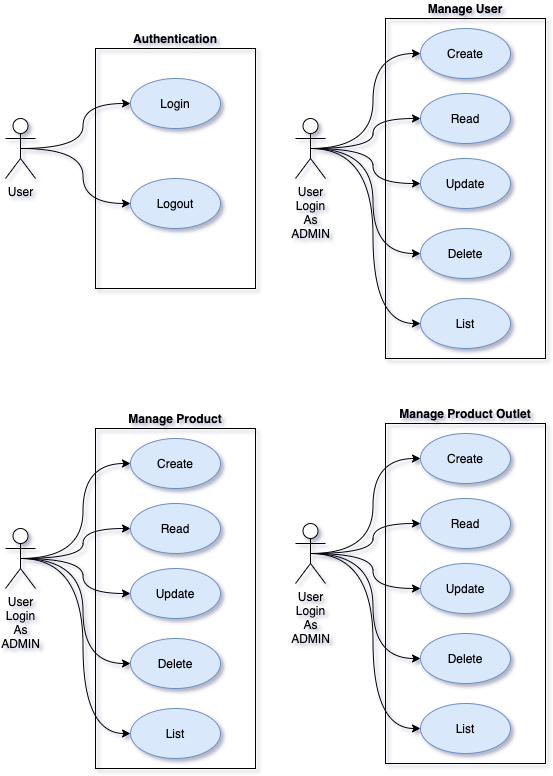 Authentication
Login
Logout
User
Manage User
Create
Read
Update
Delete
List
User
Login
As
ADMIN
Manage Product
Create
Read
Update
Delete
List
User
Login
As
ADMIN
Manage Product Outlet
Create
Read
Update
Delete
List
User
Login
As
ADMIN